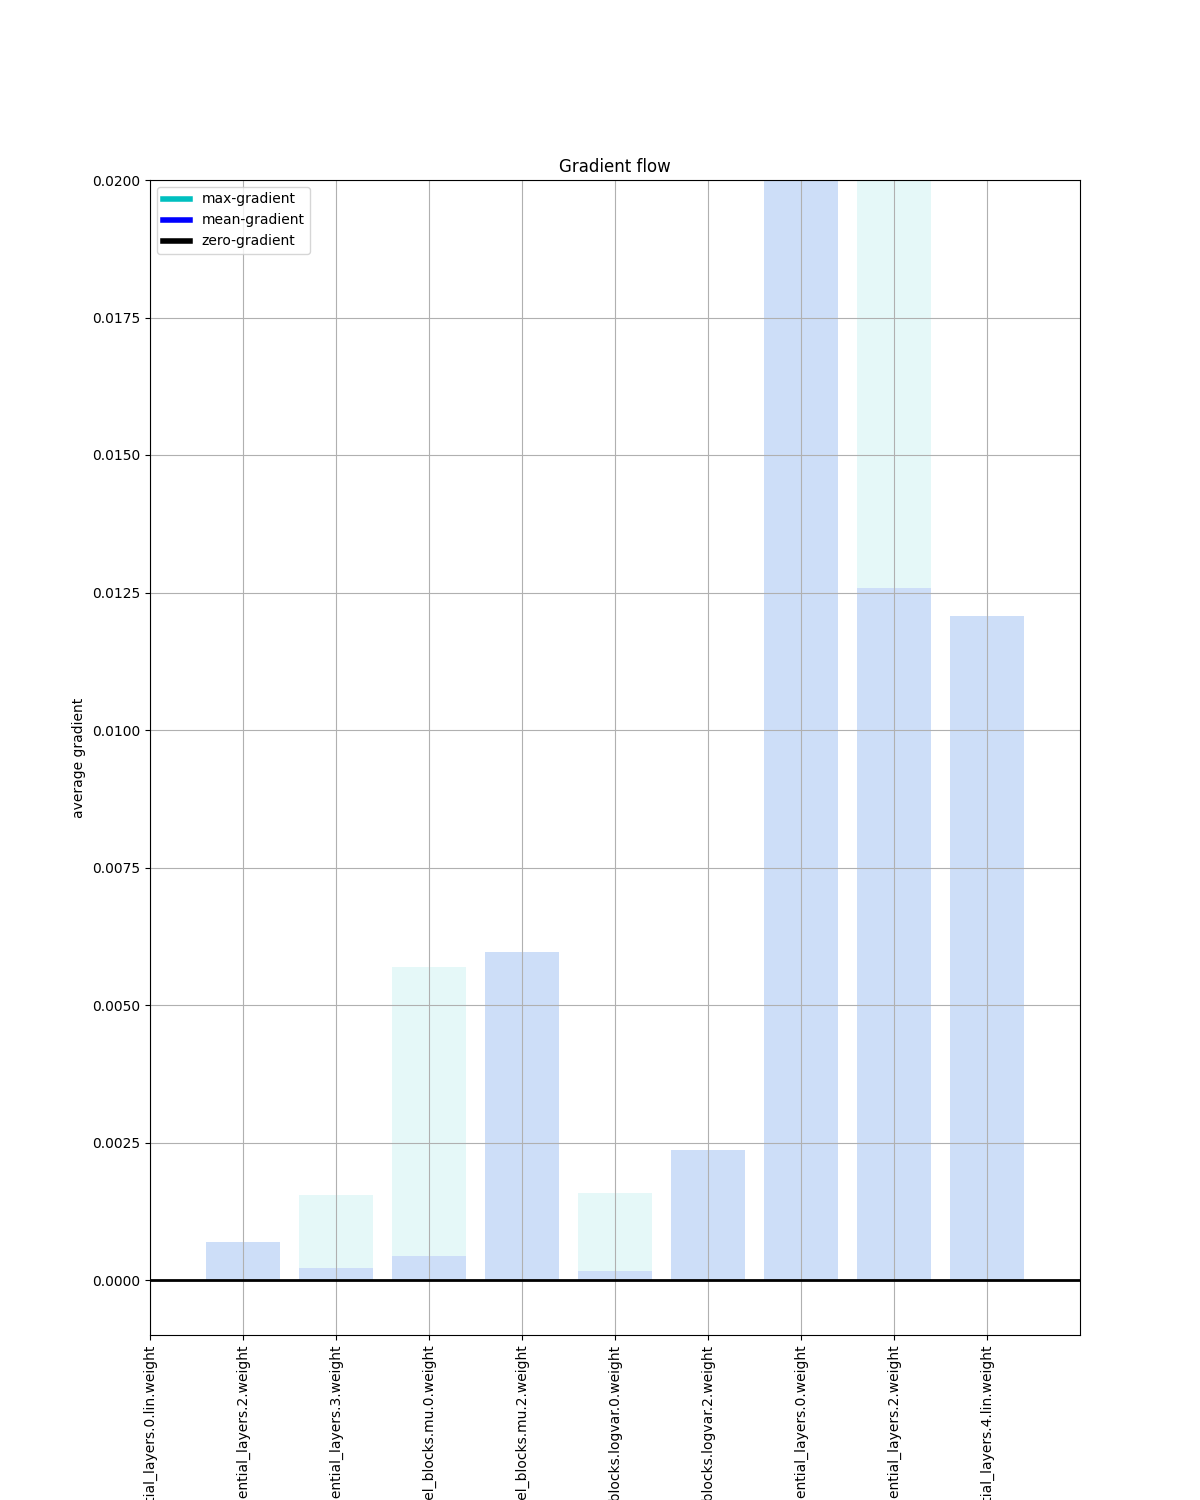 Gradient flow
max-gradient
mean-gradient
zero-gradient
average gradient
0.0200
0.0175
0.0150
0.0125
0.0100
0.0075
0.0050
0.0025
0.0000
tial_layers.0.lin.weight
ential_layers.2.weight
ential_layers.3.weight
el_blocks.mu.0.weight
el_blocks.mu.2.weight
blocks.logvar.0.weight
blocks.logvar.2.weight
ential_layers.0.weight
ential_layers.2.weight
tial_layers.4.lin.weight